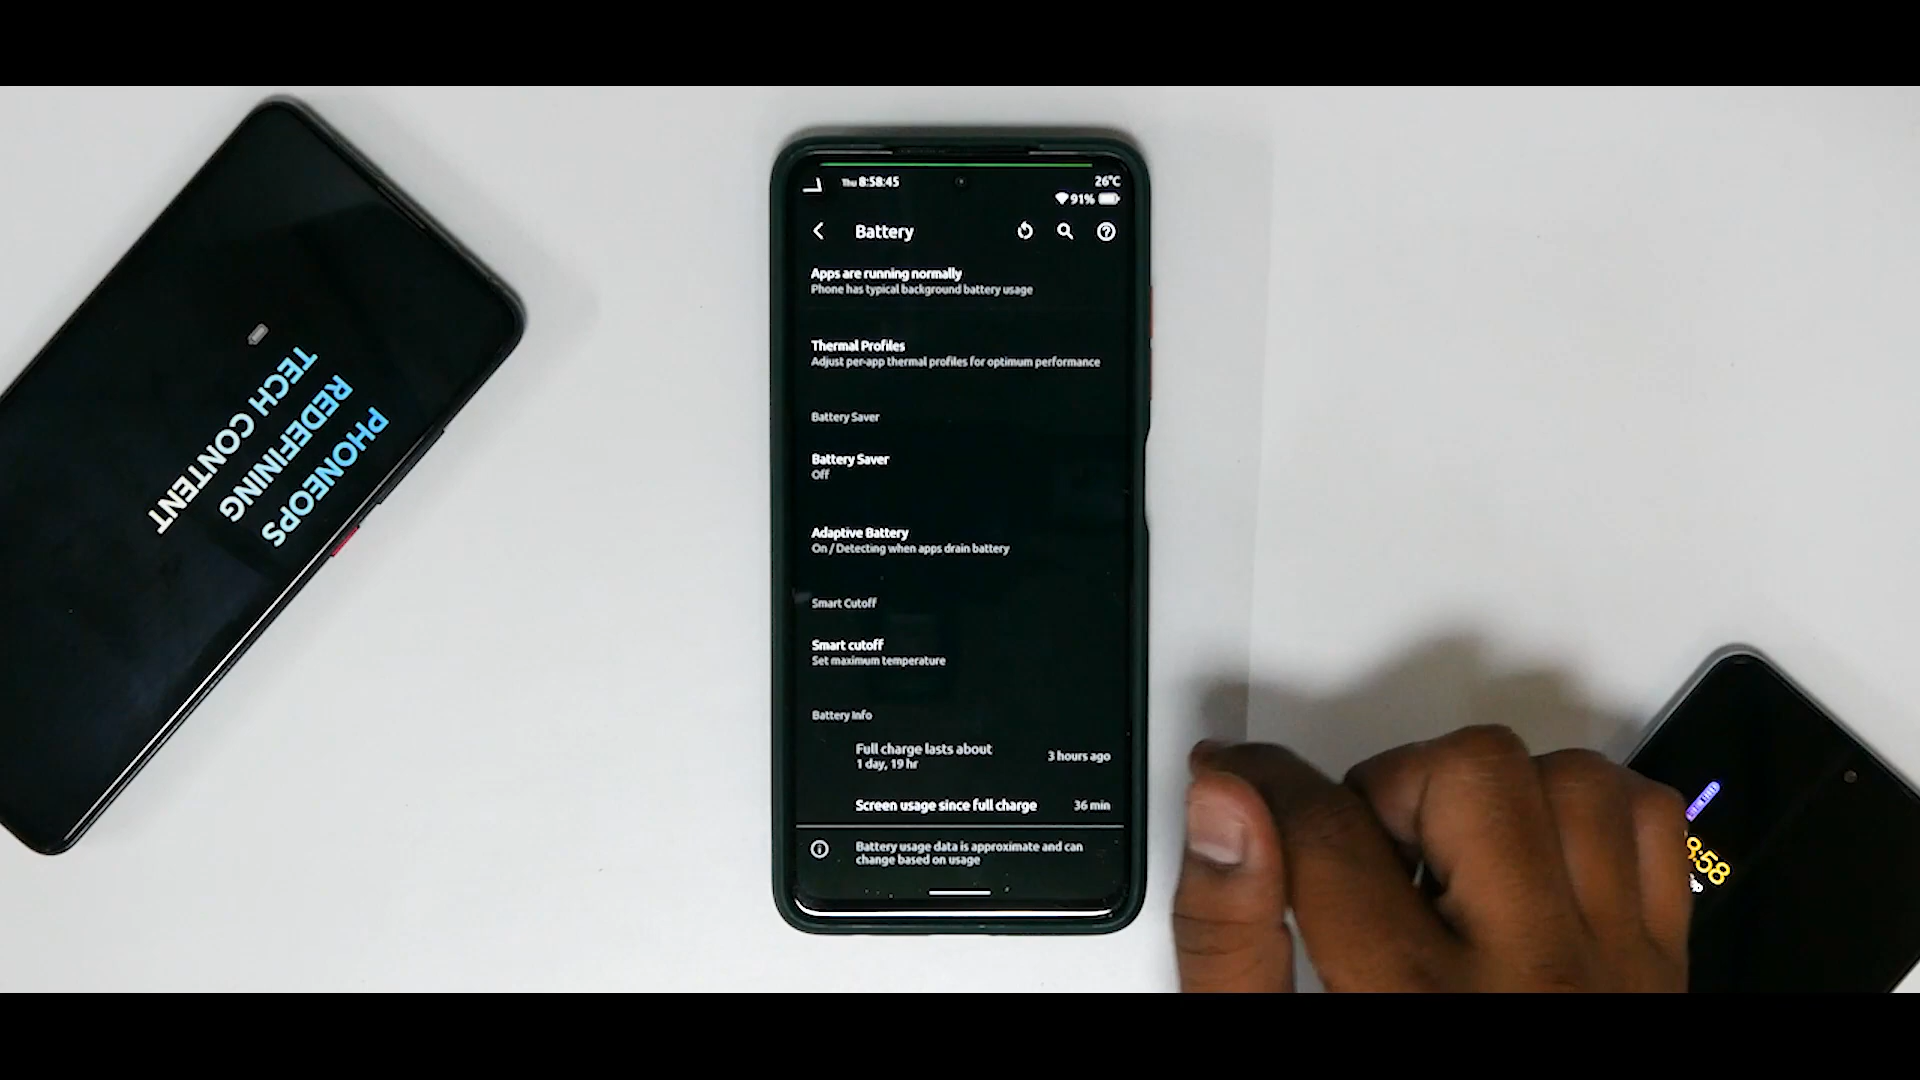 PHONEOPS
REDEFINING
TECH CONTENT
Thu 8:58:45
26°C
91%
Battery
Apps are running normally
Phone has typical background battery usage
Thermal Profiles
Adjust per-app thermal profiles for optimum performance
Battery Saver
Battery Saver
Off
Adaptive Battery
On / Detecting when apps drain battery
Smart Cutoff
Smart cutoff
Set maximum temperature
Battery Info
Full charge lasts about
1 day, 19 hr
3 hours ago
Screen usage since full charge
36 min
Battery usage data is approximate and can
change based on usage
8:58